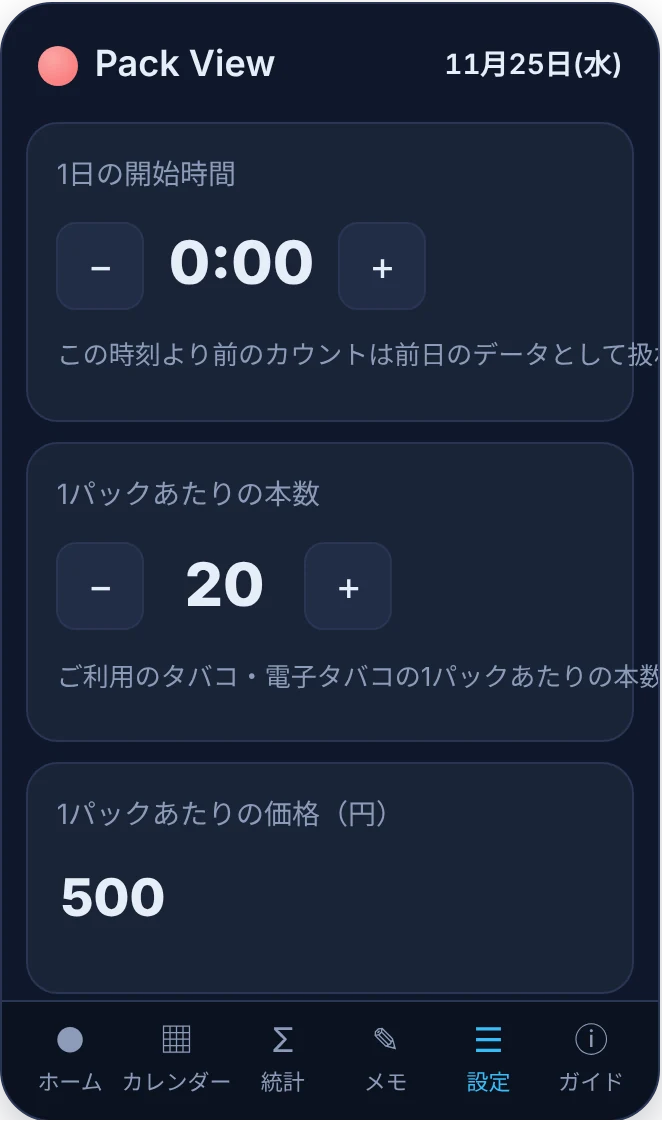 Pack View
11月25日(水)
1日の開始時間
− 0:00 +
この時刻より前のカウントは前日のデータとして扱
1パックあたりの本数
− 20 +
ご利用のタバコ・電子タバコの1パックあたりの本数
1パックあたりの価格（円）
500
ホーム カレンダー 統計 メモ 設定 ガイド